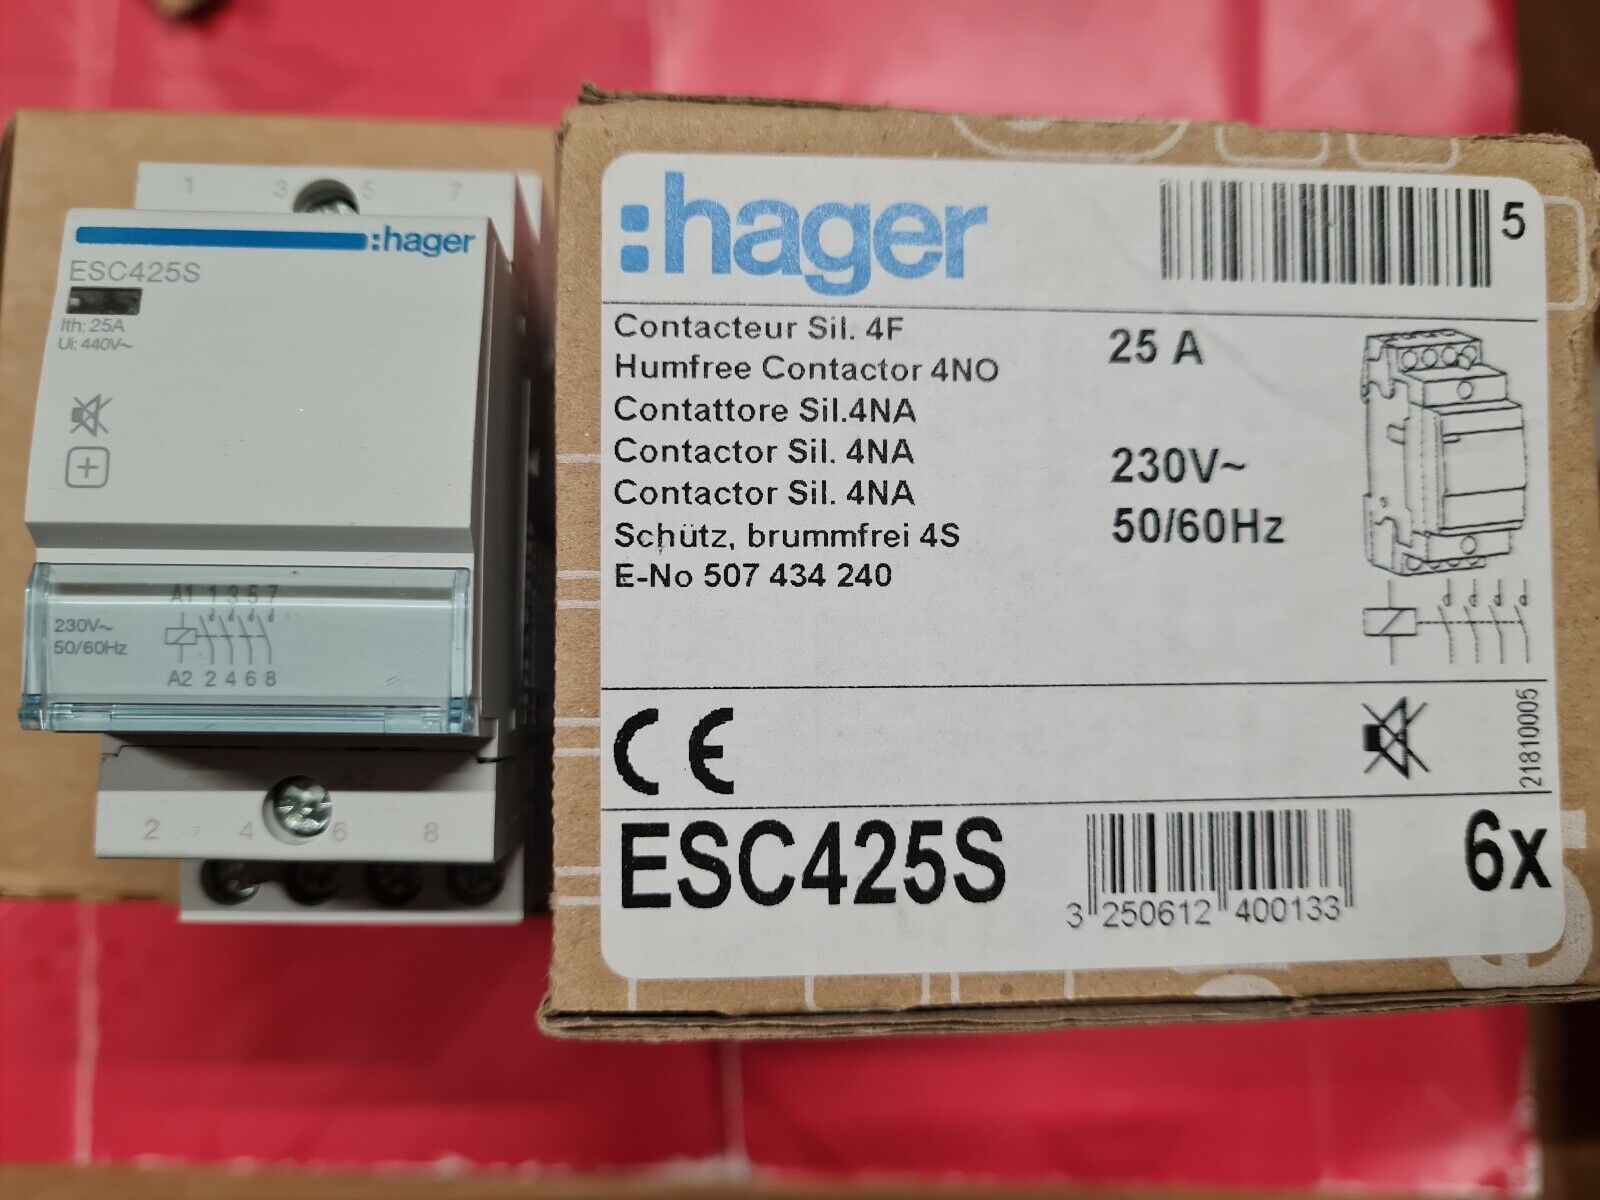 1 3 5 7
:hager
ESC425S
Ith: 25A
Ui: 440V~
230V~
50/60Hz
A1 1 3 5 7
A2 2 4 6 8
A2
2 4 6 8
:hager
5
Contacteur Sil. 4F
Humfree Contactor 4NO
Contattore Sil.4NA
Contactor Sil. 4NA
Contactor Sil. 4NA
Schütz, brummfrei 4S
E-No 507 434 240
25 A
230V~
50/60Hz
CE
21810005
ESC425S
3 250612 400133
6x